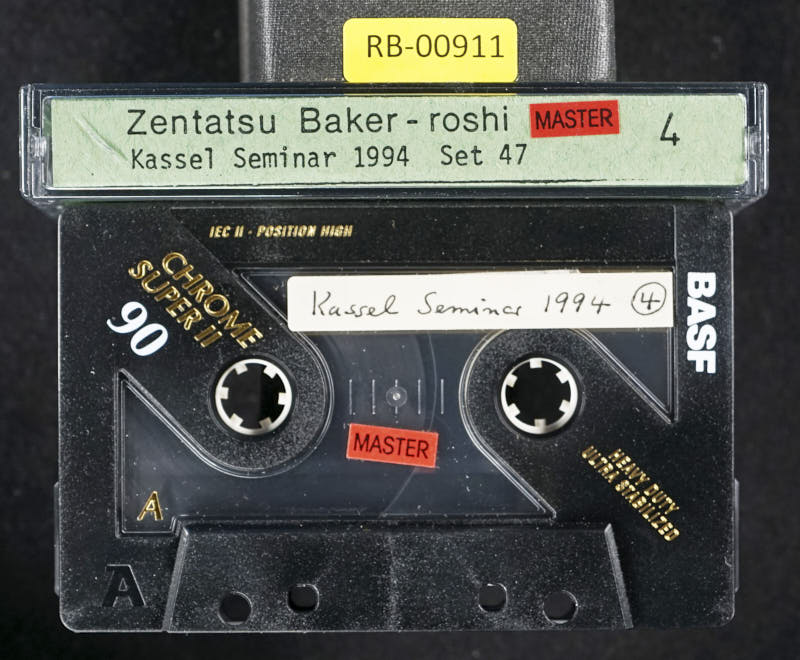 RB-00911
Zentatsu Baker-roshi MASTER 4
Kassel Seminar 1994 Set 47
IEC II · POSITION HIGH
CHROME
SUPER II
90
Kassel Seminar 1994 4
BASF
MASTER
HEAVY DUTY
ULTRA STABILIZED
A
A